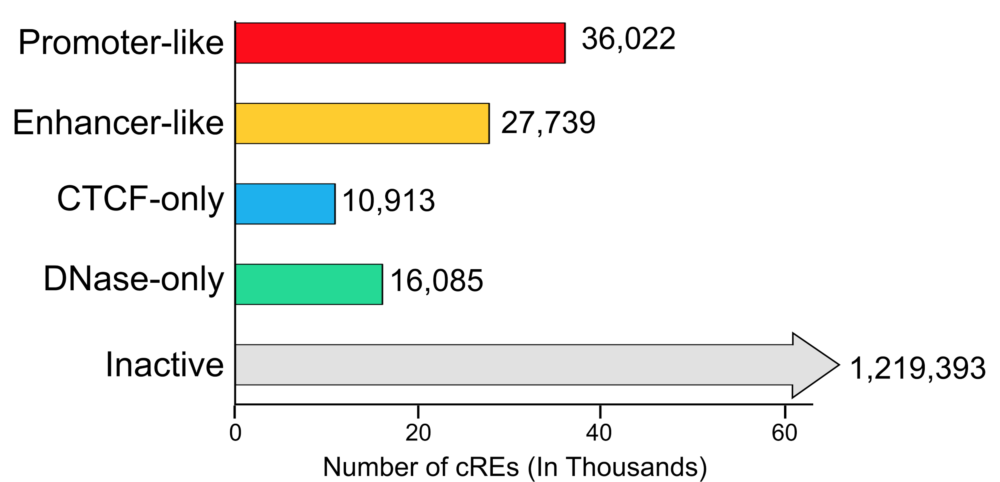 Promoter-like 36,022
Enhancer-like 27,739
CTCF-only 10,913
DNase-only 16,085
Inactive 1,219,393
0 20 40 60
Number of cREs (In Thousands)